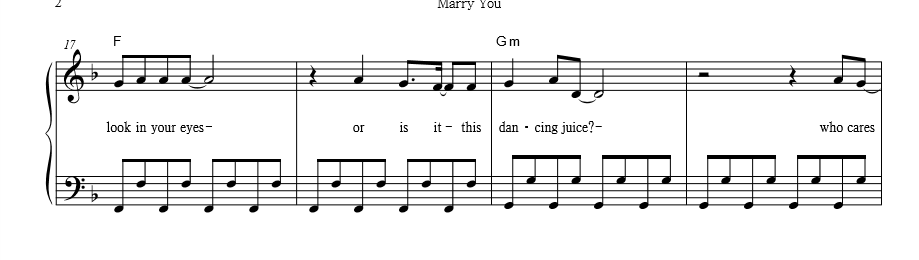 2
Marry You
17
F
Gm
look in your eyes– or is it – this dan - cing juice?– who cares